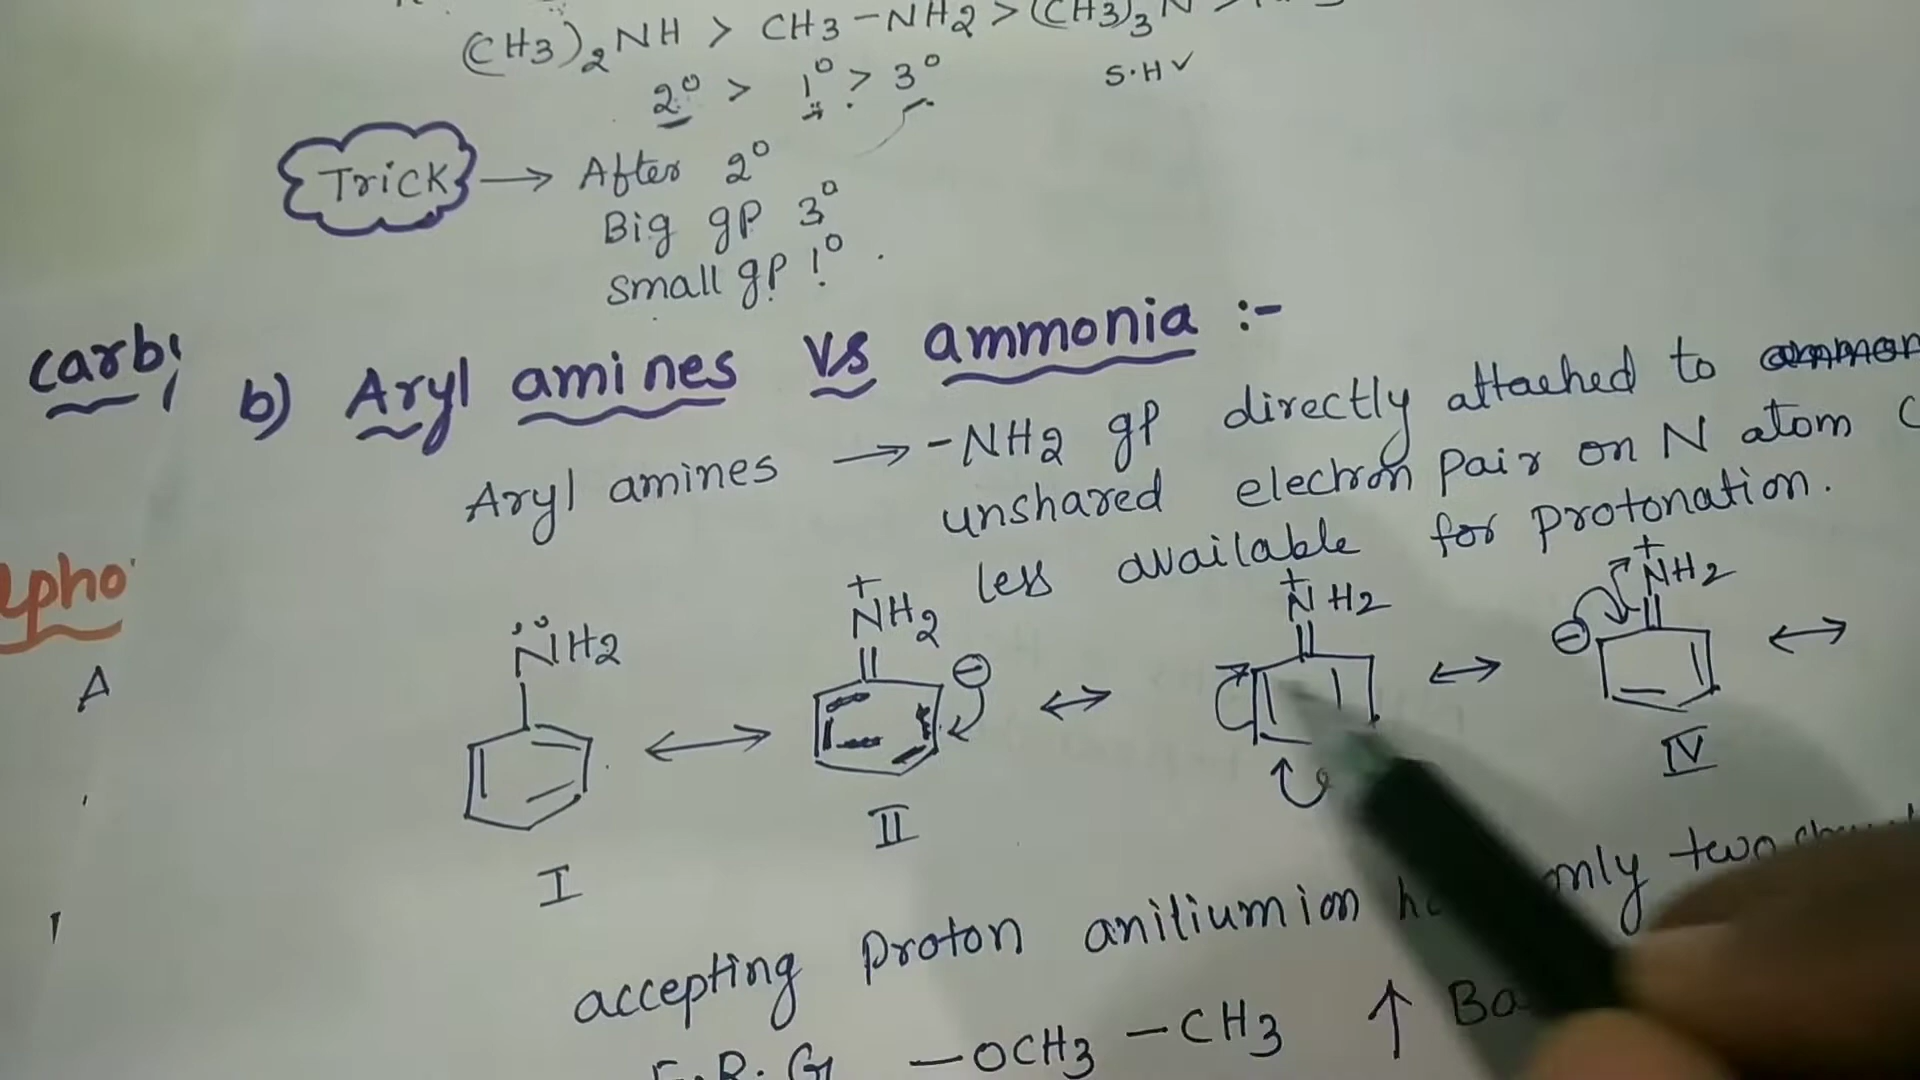 (CH3)2NH > CH3-NH2 > (CH3)3N >
2° > 1° > 3°
S.H ✓
Trick → After 2°
Big gp 3°
small gp 1°.
carb
b) Aryl amines vs ammonia :-
Aryl amines → -NH2 gp directly attached to
unshared electron pair on N atom
less available for protonation.
pho
A
N̈H2 +NH2 +NH2 +NH2
⊖ ⊖
I II IV
accepting proton anilium ion only two
E.R.G -OCH3 -CH3 ↑ Ba